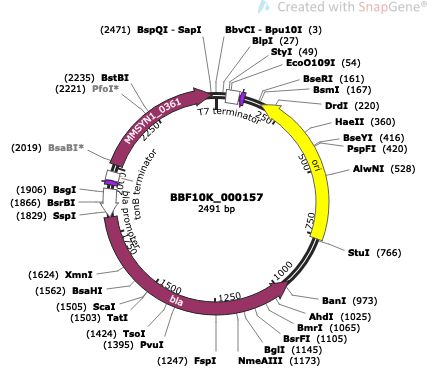 Created with SnapGene®
(2471) BspQI - SapI
BbvCI - Bpu10I (3)
BlpI (27)
StyI (49)
EcoO109I (54)
BseRI (161)
BsmI (167)
DrdI (220)
HaeII (360)
BseYI (416)
PspFI (420)
AlwNI (528)
StuI (766)
BanI (973)
AhdI (1025)
BmrI (1065)
BsrFI (1105)
BglI (1145)
NmeAIII (1173)
(1247) FspI
(1395) PvuI
(1424) TsoI
(1503) TatI
(1505) ScaI
(1562) BsaHI
(1624) XmnI
(1829) SspI
(1866) BsrBI
(1906) BsgI
(2019) BsaBI*
(2221) PfoI*
(2235) BstBI
MMSYN1_0361
T7 terminator
ori
bla
bla promoter
tonB terminator
250
500
750
1000
1250
1500
1750
2250
BBF10K_000157
2491 bp